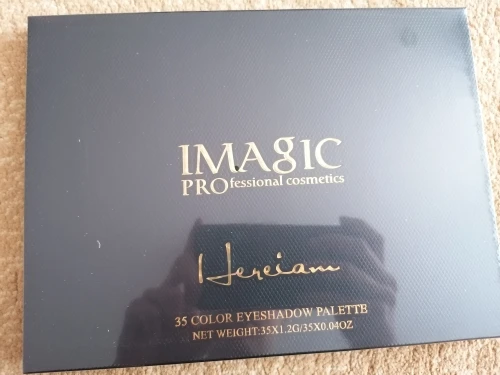 IMAGIC
PROfessional cosmetics
Hereiam
35 COLOR EYESHADOW PALETTE
NET WEIGHT:35X1.2G/35X0.04OZ